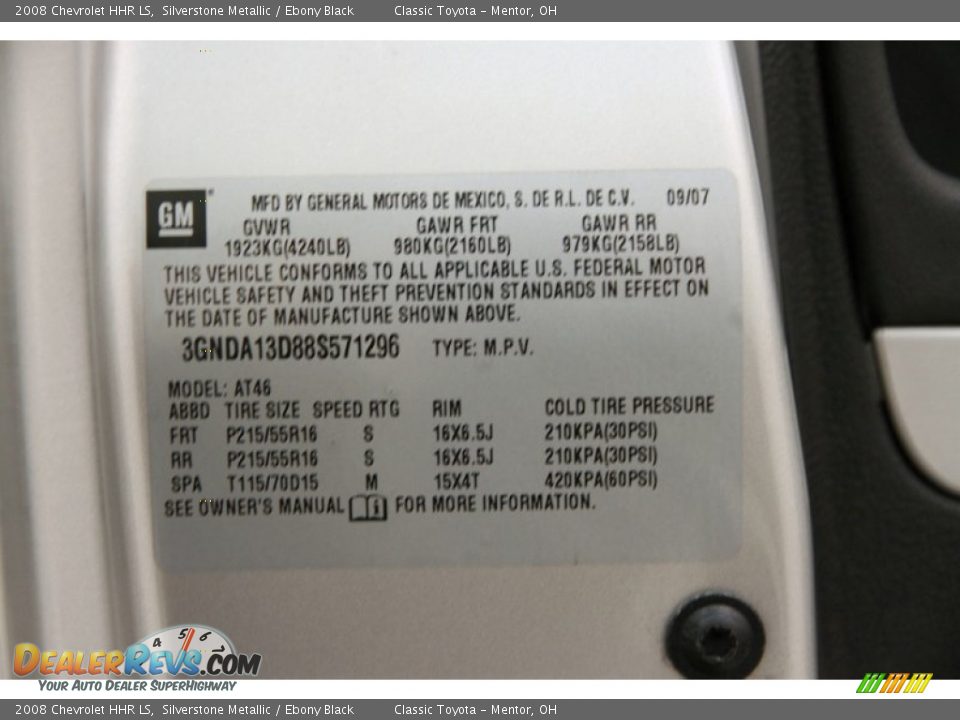 2008 Chevrolet HHR LS, Silverstone Metallic / Ebony Black Classic Toyota - Mentor, OH
GM MFD BY GENERAL MOTORS DE MEXICO, S. DE R.L. DE C.V. 09/07
GVWR GAWR FRT GAWR RR
1923KG(4240LB) 980KG(2160LB) 979KG(2158LB)
THIS VEHICLE CONFORMS TO ALL APPLICABLE U.S. FEDERAL MOTOR
VEHICLE SAFETY AND THEFT PREVENTION STANDARDS IN EFFECT ON
THE DATE OF MANUFACTURE SHOWN ABOVE.
3GNDA13D88S571296 TYPE: M.P.V.
MODEL: AT46
ABBD TIRE SIZE SPEED RTG RIM COLD TIRE PRESSURE
FRT P215/55R16 S 16X6.5J 210KPA(30PSI)
RR P215/55R16 S 16X6.5J 210KPA(30PSI)
SPA T115/70D15 M 15X4T 420KPA(60PSI)
SEE OWNER'S MANUAL FOR MORE INFORMATION.
4 5 6 7
DEALERREVS.COM
YOUR AUTO DEALER SUPERHIGHWAY
2008 Chevrolet HHR LS, Silverstone Metallic / Ebony Black Classic Toyota - Mentor, OH